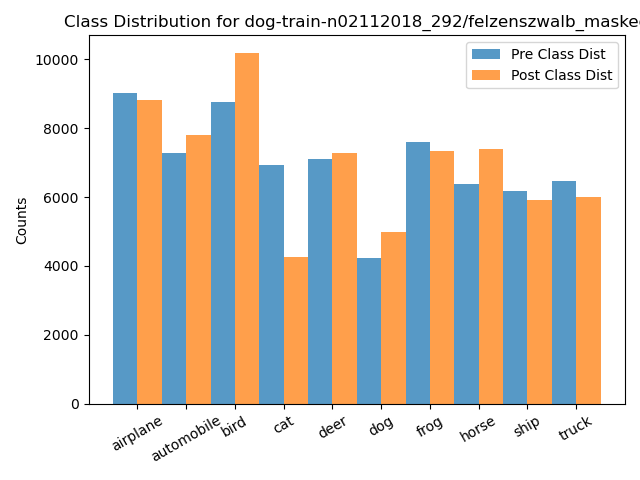 Class Distribution for dog-train-n02112018_292/felzenszwalb_maske
Pre Class Dist
Post Class Dist
Counts
10000
8000
6000
4000
2000
0
airplane
automobile
bird
cat
deer
dog
frog
horse
ship
truck